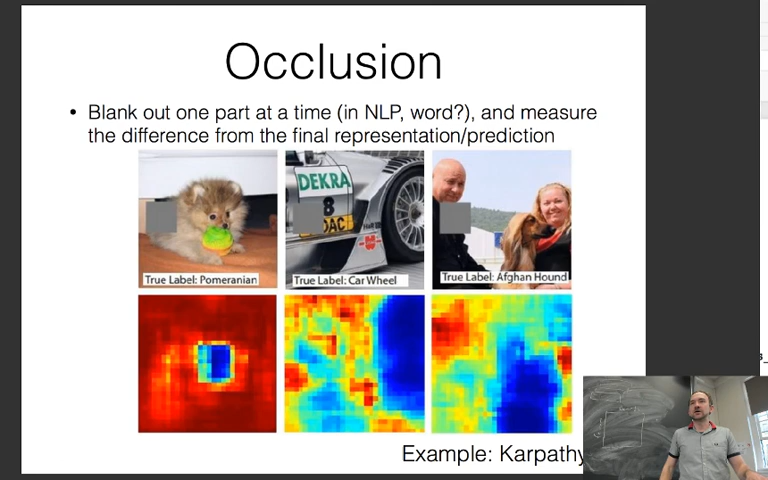 Occlusion
• Blank out one part at a time (in NLP, word?), and measure
the difference from the final representation/prediction
DEKRA
8
DAC
True Label: Pomeranian
True Label: Car Wheel
True Label: Afghan Hound
Example: Karpathy